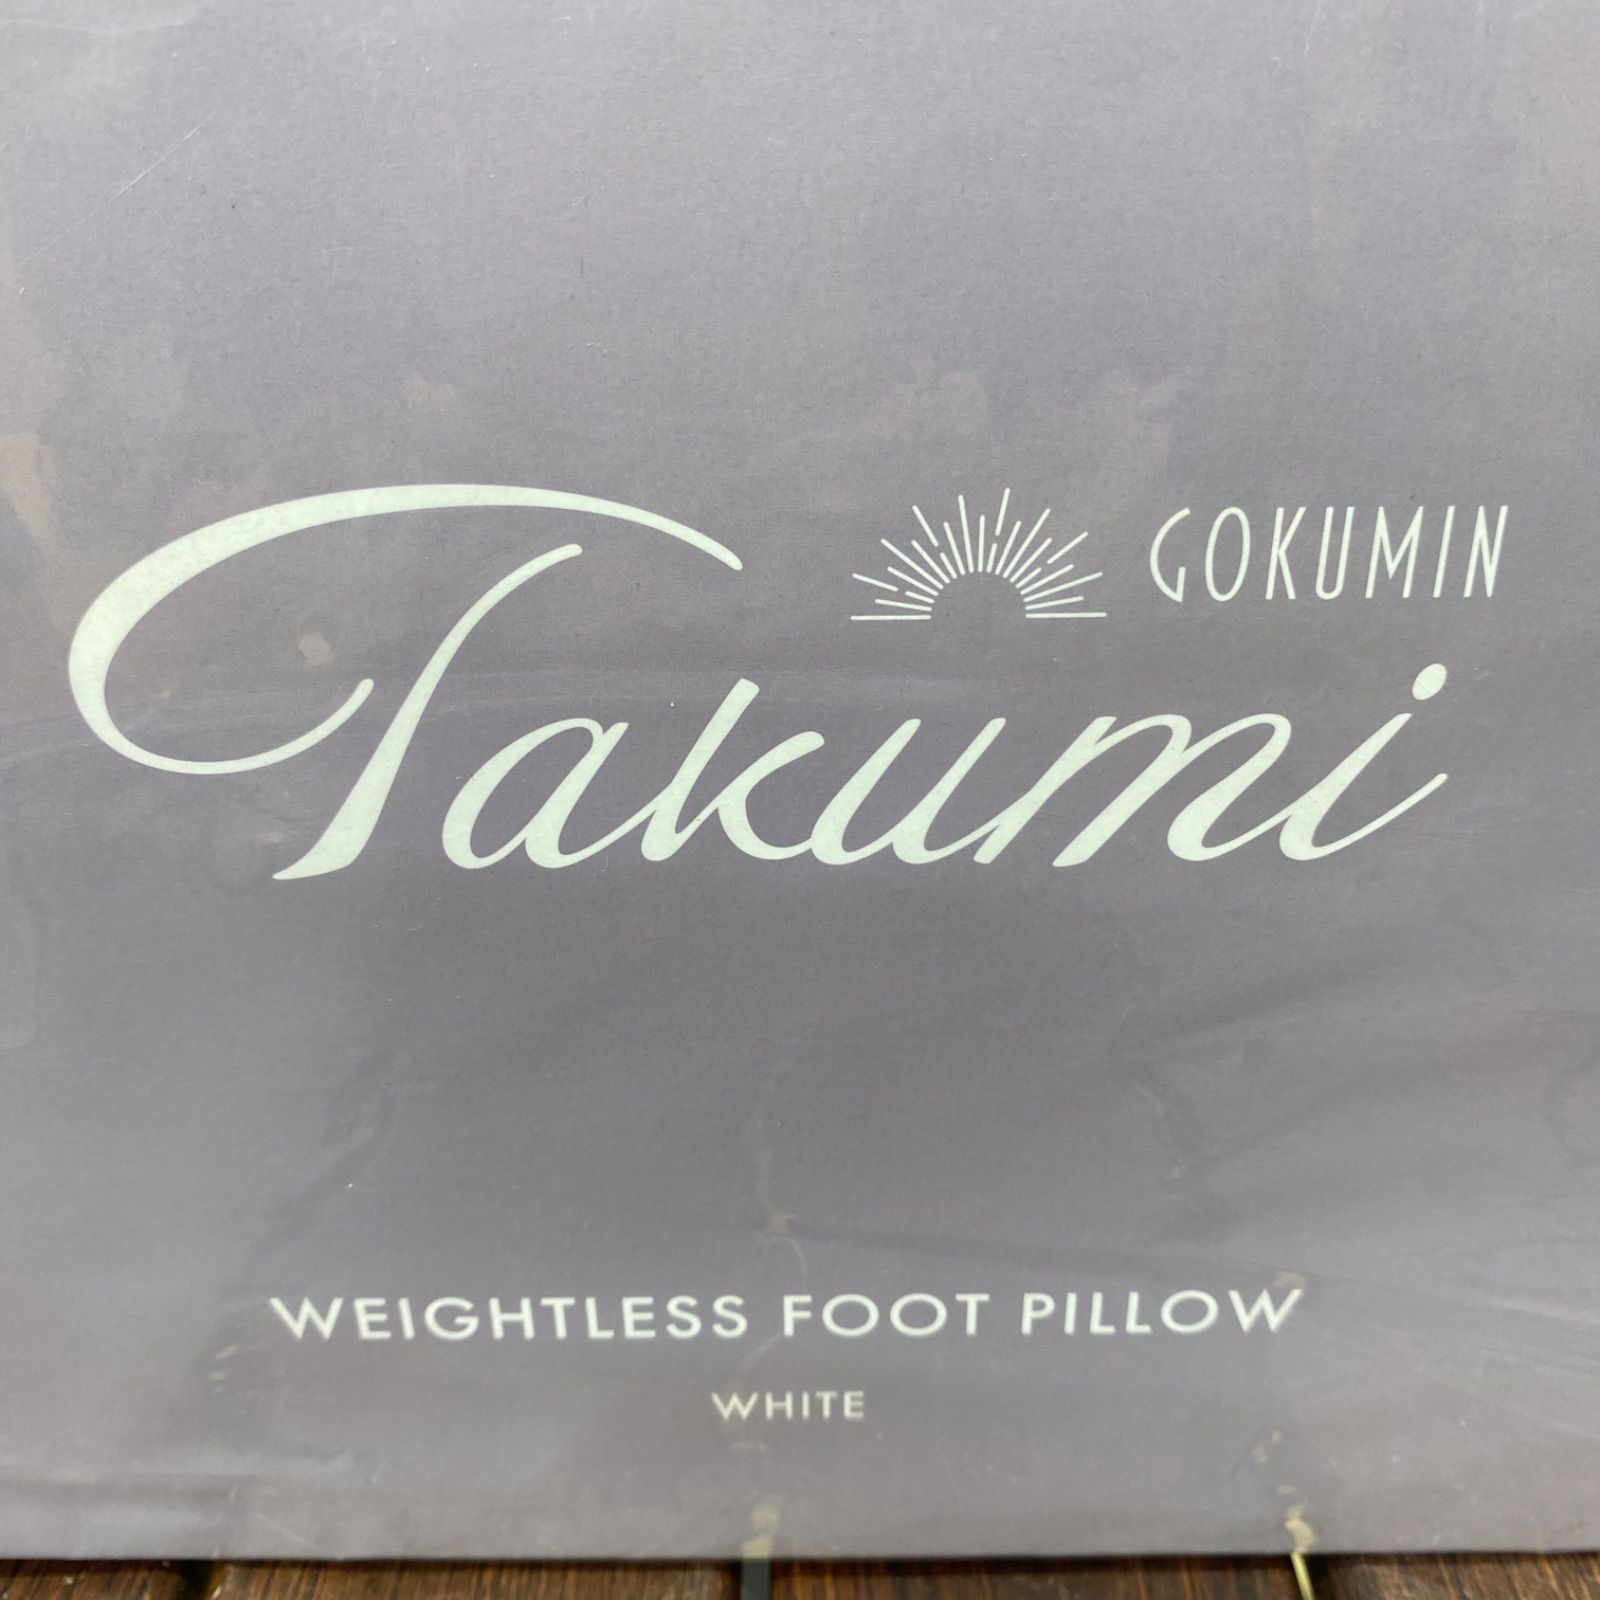 GOKUMIN
Takumi
WEIGHTLESS FOOT PILLOW
WHITE